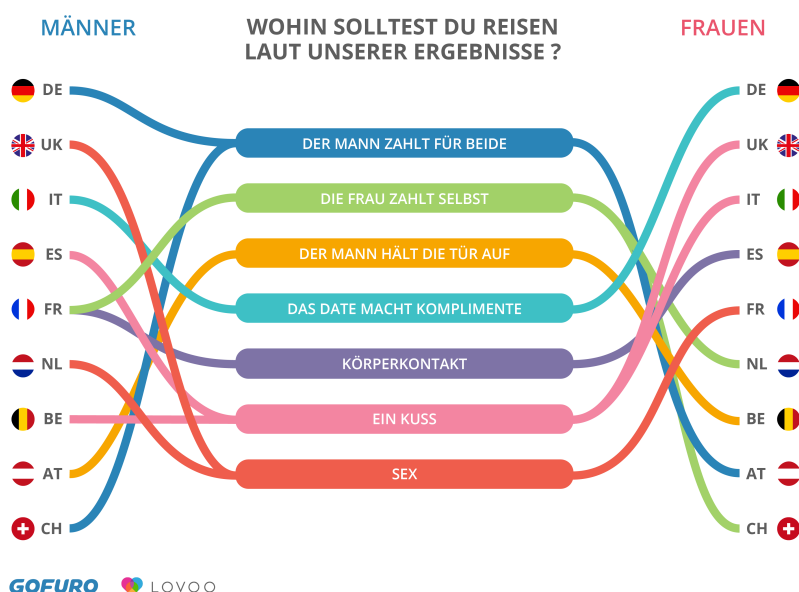 MÄNNER
WOHIN SOLLTEST DU REISEN
LAUT UNSERER ERGEBNISSE ?
FRAUEN
DE
UK
IT
ES
FR
NL
BE
AT
CH
DER MANN ZAHLT FÜR BEIDE
DIE FRAU ZAHLT SELBST
DER MANN HÄLT DIE TÜR AUF
DAS DATE MACHT KOMPLIMENTE
KÖRPERKONTAKT
EIN KUSS
SEX
DE
UK
IT
ES
FR
NL
BE
AT
CH
GOEURO
LOVOO